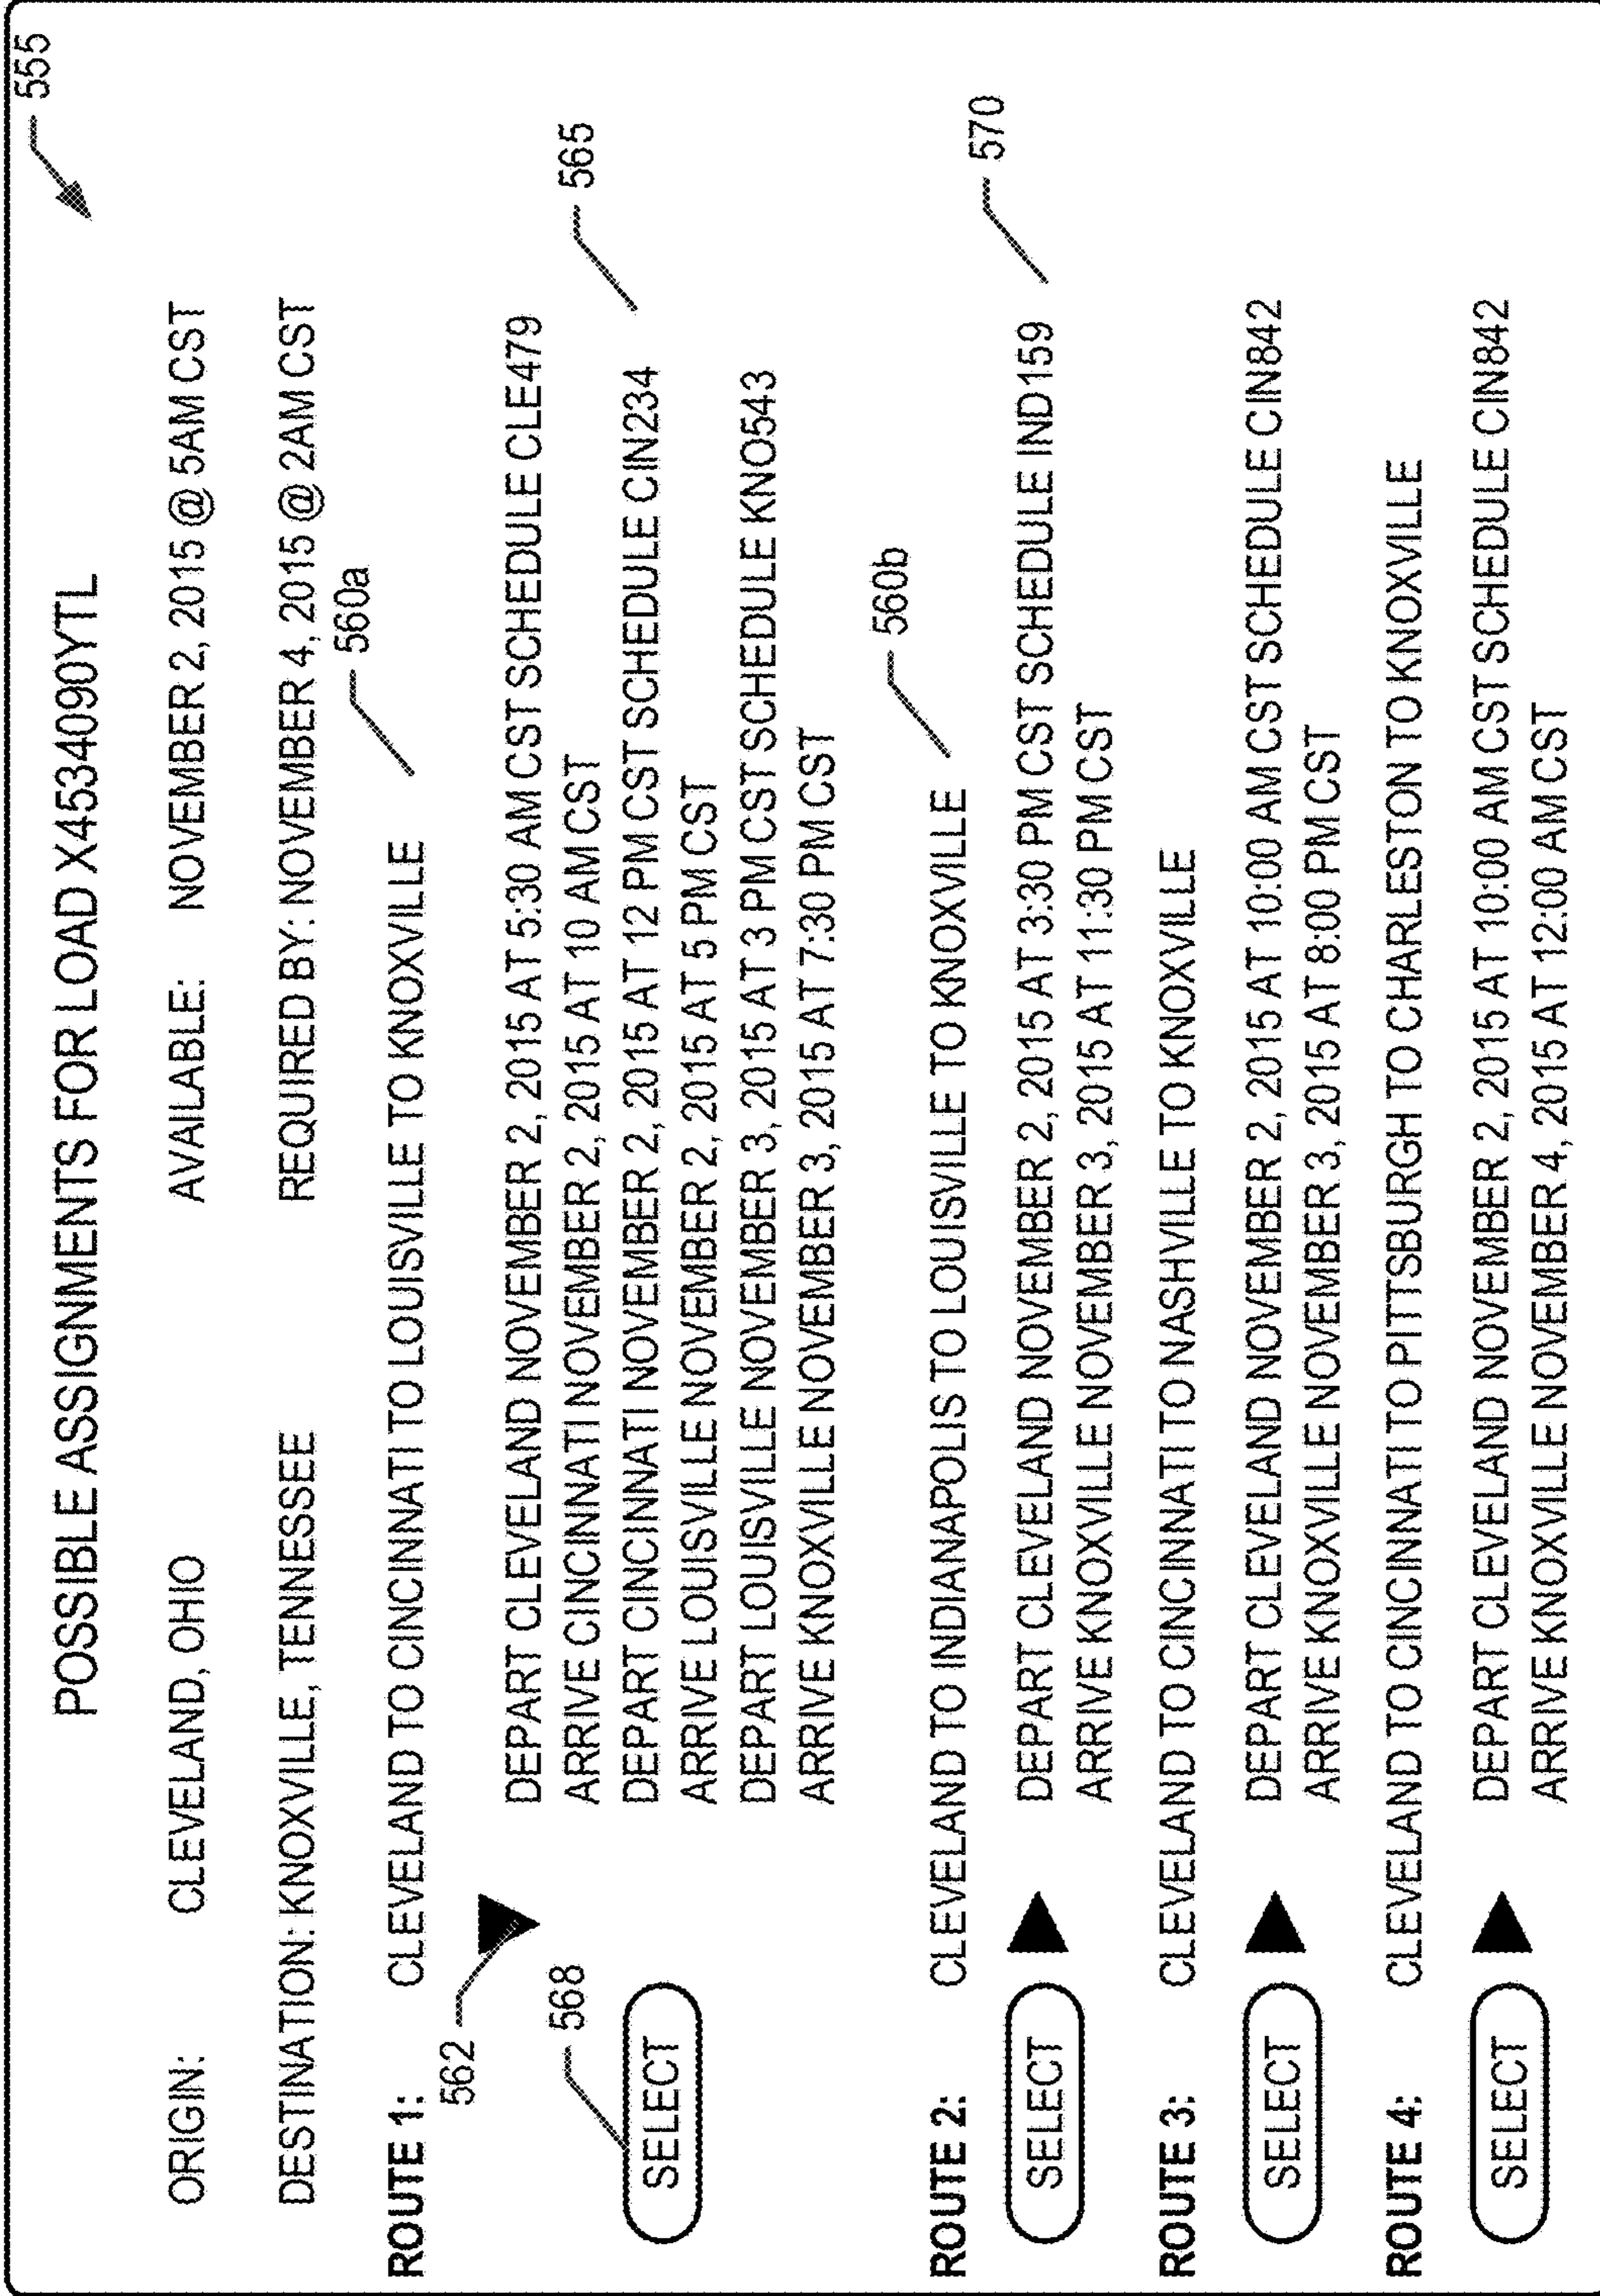 555
POSSIBLE ASSIGNMENTS FOR LOAD X4534090YTL
ORIGIN: CLEVELAND, OHIO AVAILABLE: NOVEMBER 2, 2015 @ 5AM CST
DESTINATION: KNOXVILLE, TENNESSEE REQUIRED BY: NOVEMBER 4, 2015 @ 2AM CST
560a
ROUTE 1: CLEVELAND TO CINCINNATI TO LOUISVILLE TO KNOXVILLE
562
DEPART CLEVELAND NOVEMBER 2, 2015 AT 5:30 AM CST SCHEDULE CLE479
ARRIVE CINCINNATI NOVEMBER 2, 2015 AT 10 AM CST
565
568
SELECT
DEPART CINCINNATI NOVEMBER 2, 2015 AT 12 PM CST SCHEDULE CIN234
ARRIVE LOUISVILLE NOVEMBER 2, 2015 AT 5 PM CST
DEPART LOUISVILLE NOVEMBER 3, 2015 AT 3 PM CST SCHEDULE KNO543
ARRIVE KNOXVILLE NOVEMBER 3, 2015 AT 7:30 PM CST
560b
ROUTE 2: CLEVELAND TO INDIANAPOLIS TO LOUISVILLE TO KNOXVILLE
570
SELECT
DEPART CLEVELAND NOVEMBER 2, 2015 AT 3:30 PM CST SCHEDULE IND159
ARRIVE KNOXVILLE NOVEMBER 3, 2015 AT 11:30 PM CST
ROUTE 3: CLEVELAND TO CINCINNATI TO NASHVILLE TO KNOXVILLE
SELECT
DEPART CLEVELAND NOVEMBER 2, 2015 AT 10:00 AM CST SCHEDULE CIN842
ARRIVE KNOXVILLE NOVEMBER 3, 2015 AT 8:00 PM CST
ROUTE 4: CLEVELAND TO CINCINNATI TO PITTSBURGH TO CHARLESTON TO KNOXVILLE
SELECT
DEPART CLEVELAND NOVEMBER 2, 2015 AT 10:00 AM CST SCHEDULE CIN842
ARRIVE KNOXVILLE NOVEMBER 4, 2015 AT 12:00 AM CST